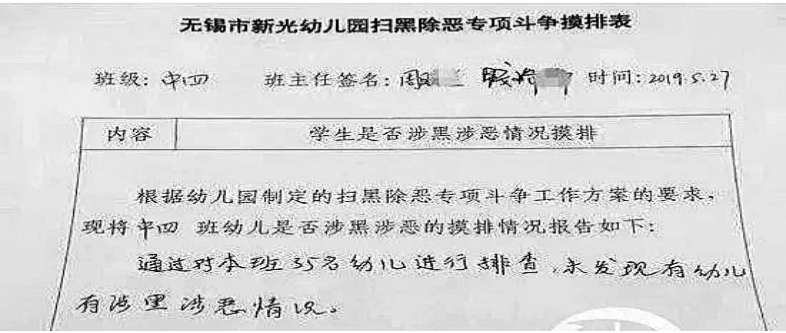 无锡市新光幼儿园扫黑除恶专项斗争摸排表
班级：中四 班主任签名：周 时间：2019.5.27
内容 学生是否涉黑涉恶情况摸排
根据幼儿园制定的扫黑除恶专项斗争工作方案的要求，
现将中四 班幼儿是否涉黑涉恶的摸排情况报告如下：
通过对本班35名幼儿进行排查，未发现有幼儿
有涉黑涉恶情况。